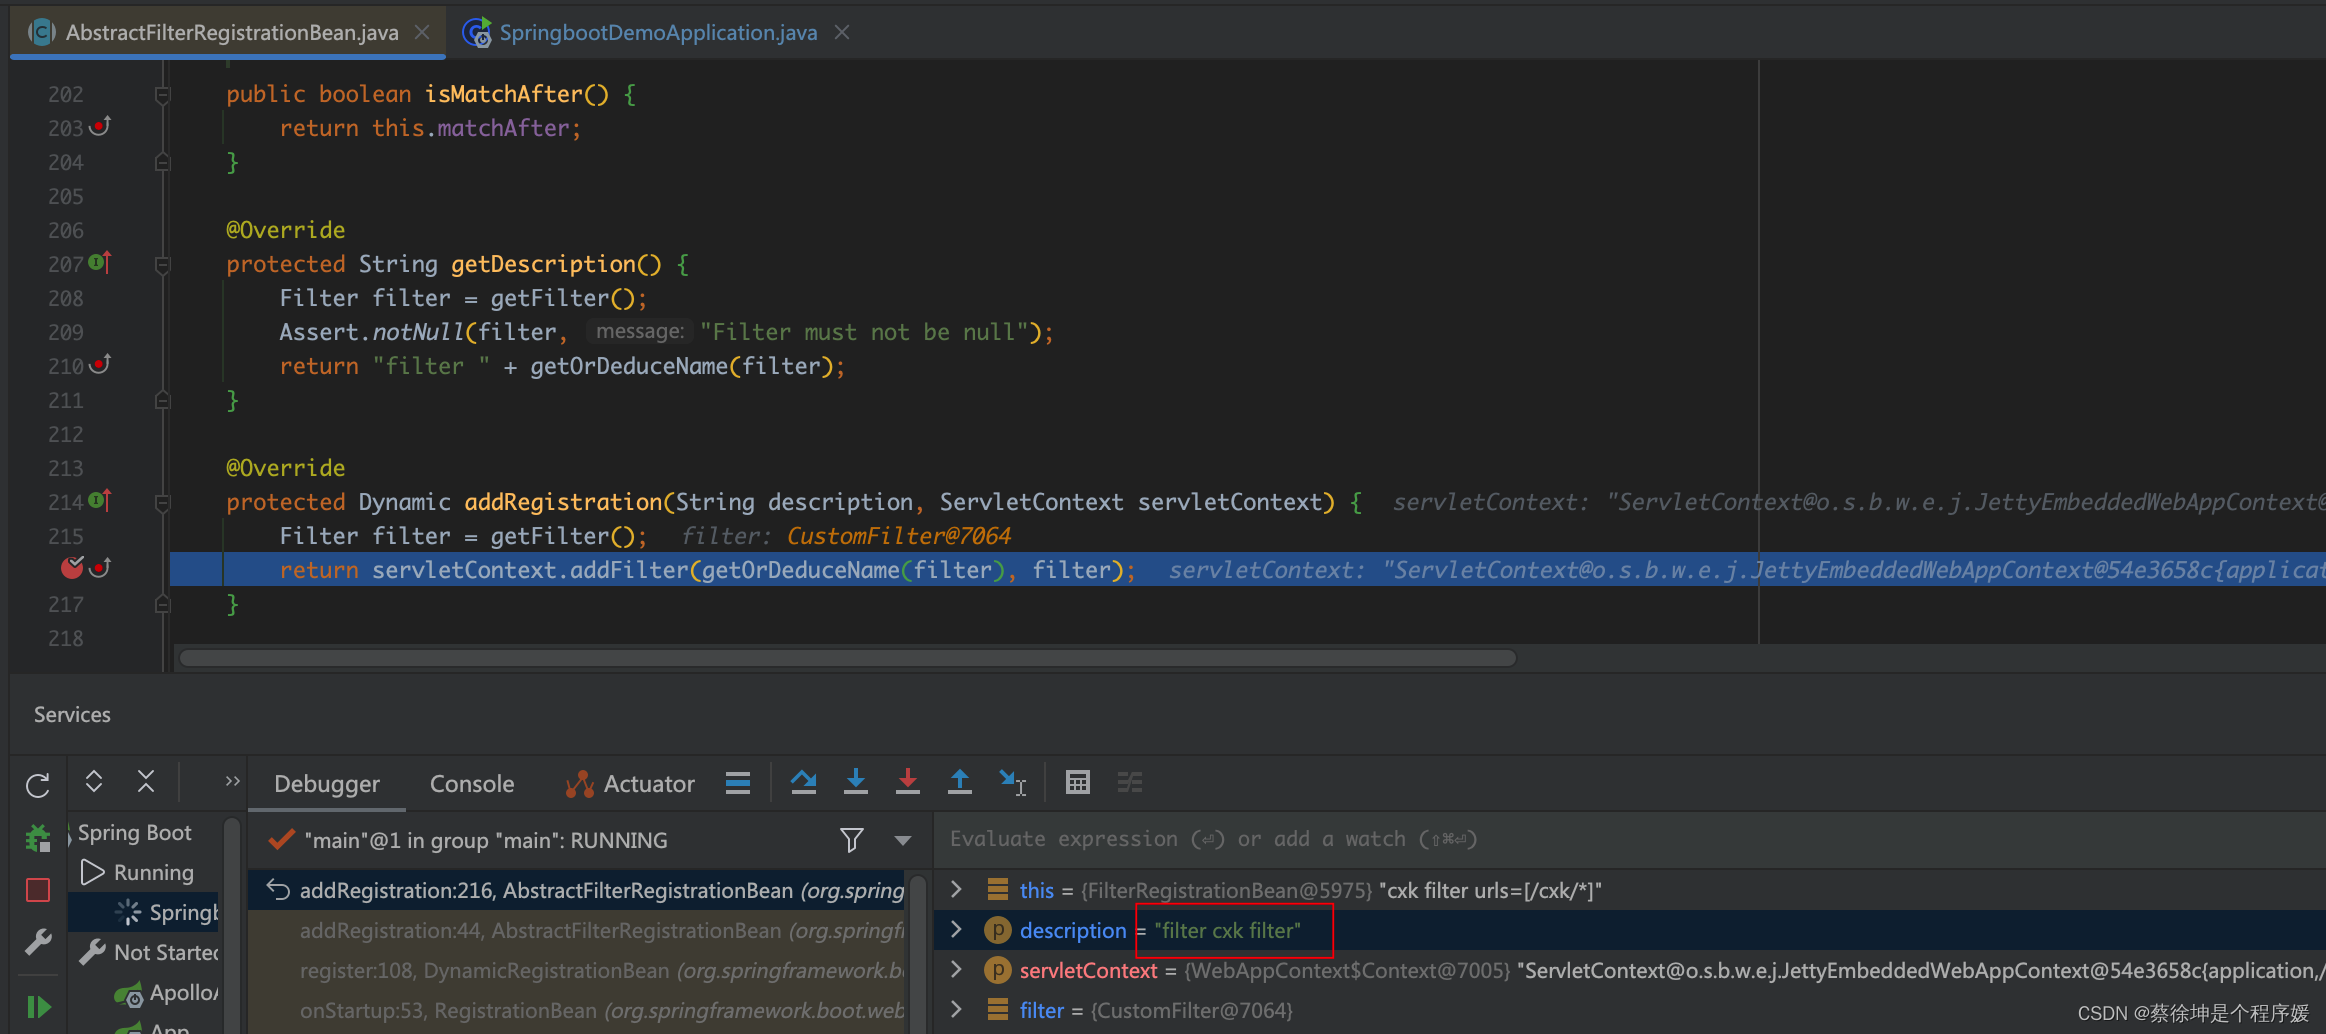 AbstractFilterRegistrationBean.java
SpringbootDemoApplication.java
202 public boolean isMatchAfter() {
203 return this.matchAfter;
204 }
205
206 @Override
207 protected String getDescription() {
208 Filter filter = getFilter();
209 Assert.notNull(filter, message: "Filter must not be null");
210 return "filter " + getOrDeduceName(filter);
211 }
212
213 @Override
214 protected Dynamic addRegistration(String description, ServletContext servletContext) { servletContext: "ServletContext@o.s.b.w.e.j.JettyEmbeddedWebAppContext@
215 Filter filter = getFilter(); filter: CustomFilter@7064
return servletContext.addFilter(getOrDeduceName(filter), filter); servletContext: "ServletContext@o.s.b.w.e.j.JettyEmbeddedWebAppContext@54e3658c{applicat
217 }
218
Services
Debugger Console Actuator
Spring Boot
Running
Springb
Not Started
ApolloA
App
"main"@1 in group "main": RUNNING
addRegistration:216, AbstractFilterRegistrationBean (org.spring
addRegistration:44, AbstractFilterRegistrationBean (org.springf
register:108, DynamicRegistrationBean (org.springframework.b
onStartup:53, RegistrationBean (org.springframework.boot.web
Evaluate expression (⏎) or add a watch (⇧⌘⏎)
this = {FilterRegistrationBean@5975} "cxk filter urls=[/cxk/*]"
p description = "filter cxk filter"
p servletContext = {WebAppContext$Context@7005} "ServletContext@o.s.b.w.e.j.JettyEmbeddedWebAppContext@54e3658c{application,/
filter = {CustomFilter@7064}
CSDN @蔡徐坤是个程序媛